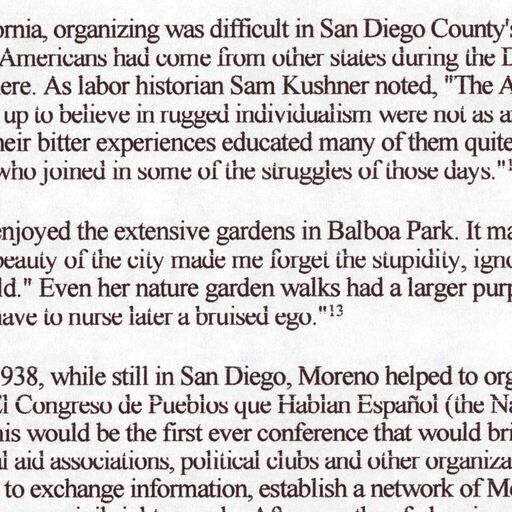 ornia, organizing was difficult in San Diego County's
Americans had come from other states during the D
ere. As labor historian Sam Kushner noted, "The A
up to believe in rugged individualism were not as a
heir bitter experiences educated many of them quite
who joined in some of the struggles of those days."¹
enjoyed the extensive gardens in Balboa Park. It ma
beauty of the city made me forget the stupidity, igno
ld." Even her nature garden walks had a larger purp
have to nurse later a bruised ego."¹³
938, while still in San Diego, Moreno helped to org
El Congreso de Pueblos que Hablan Español (the Na
his would be the first ever conference that would bri
l aid associations, political clubs and other organiza
to exchange information, establish a network of Me